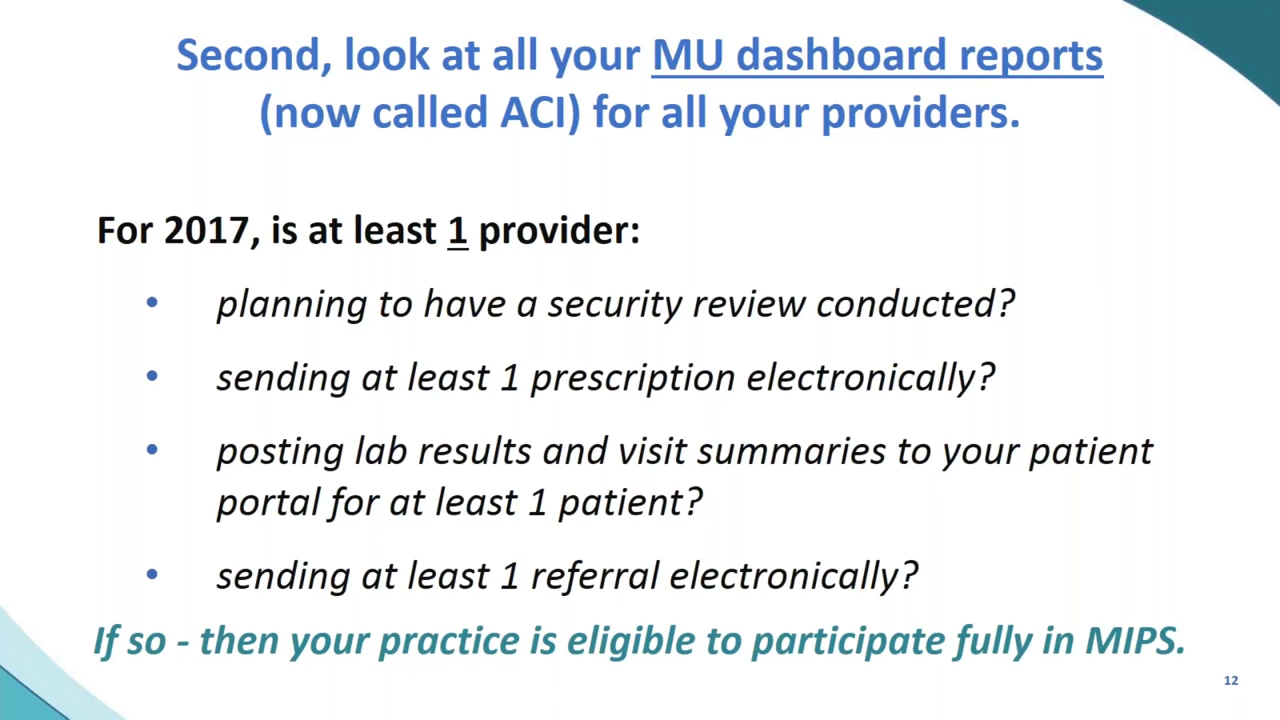 Second, look at all your MU dashboard reports
(now called ACI) for all your providers.
For 2017, is at least 1 provider:
• planning to have a security review conducted?
• sending at least 1 prescription electronically?
• posting lab results and visit summaries to your patient
portal for at least 1 patient?
• sending at least 1 referral electronically?
If so - then your practice is eligible to participate fully in MIPS.
12